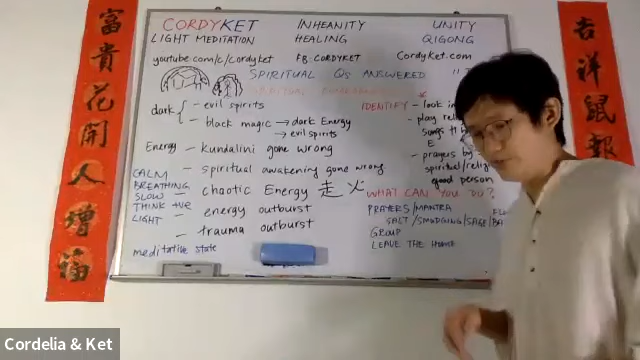 富貴花開人增福
CORDYKET
LIGHT MEDITATION
INHEANITY
HEALING
UNITY
QIGONG
youtube.com/c/cordyket
FB CORDYKET
Cordyket.com
SPIRITUAL Qs ANSWERED
dark
- evil spirits
- black magic → dark Energy
→ evil spirits
Energy - kundalini gone wrong
- spiritual awakening gone wrong
- chaotic Energy 走火
- energy outburst
- trauma outburst
CALM
BREATHING
SLOW
THINK +ve
LIGHT
meditative state
IDENTIFY - look in
- play
songs
- prayers by
spiritual/
good person
WHAT CAN YOU DO?
PRAYERS/MANTRA
SALT/SMUDGING/SAGE/
GROUP
LEAVE THE HOME
吉祥鼠報
Cordelia & Ket